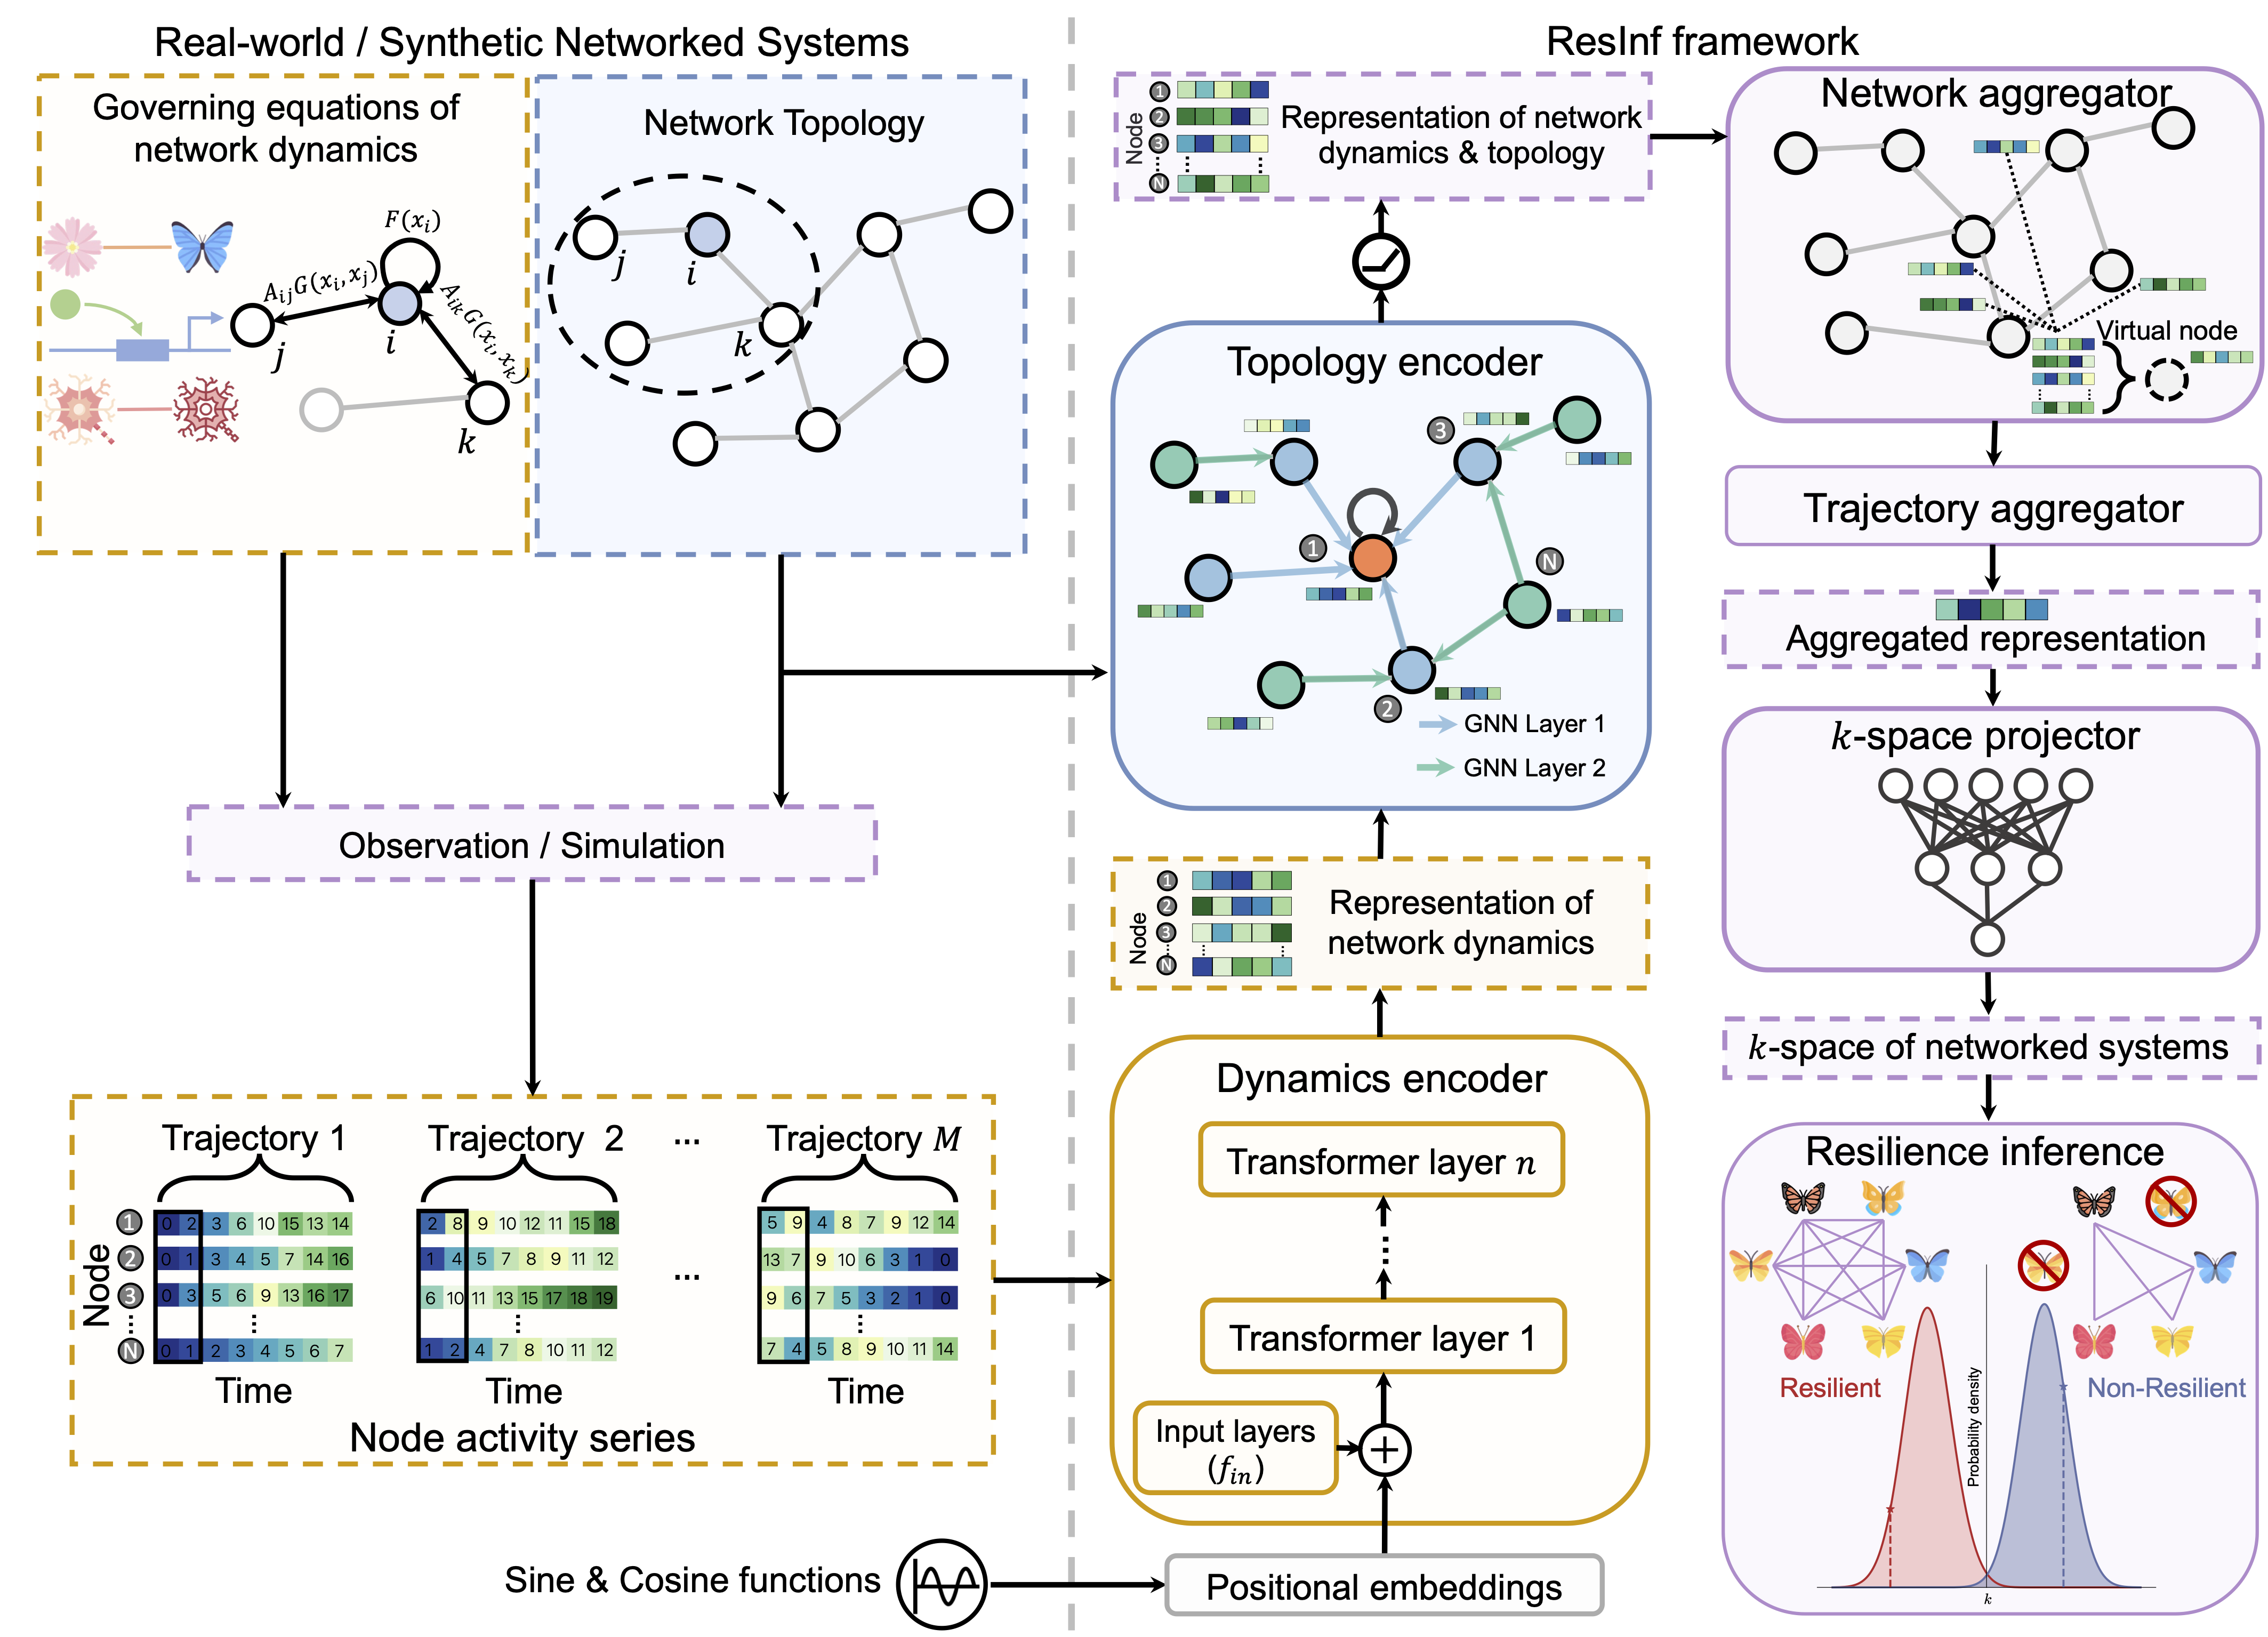 Real-world / Synthetic Networked Systems
Governing equations of
network dynamics
F(x_i)
A_ijG(x_i, x_j)
A_ikG(x_i, x_k)
j
i
k
Network Topology
j
i
k
Observation / Simulation
Trajectory 1
Trajectory 2
...
Trajectory M
Node
1
0 2 3 6 10 15 13 14
2 8 9 10 12 11 15 18
5 9 4 8 7 9 12 14
2
0 1 3 4 5 7 14 16
1 4 5 7 8 9 11 12
13 7 9 10 6 3 1 0
...
3
0 3 5 6 9 13 16 17
6 10 11 13 15 17 18 19
9 6 7 5 3 2 1 0
N
0 1 2 3 4 5 6 7
1 2 4 7 8 10 11 12
7 4 5 8 9 10 11 14
Time
Time
Time
Node activity series
Sine & Cosine functions
ResInf framework
Node
1
2
3
N
Representation of network
dynamics & topology
Topology encoder
3
1
N
2
GNN Layer 1
GNN Layer 2
Node
1
2
3
N
Representation of
network dynamics
Dynamics encoder
Transformer layer n
Transformer layer 1
Input layers
(f_in)
Positional embeddings
Network aggregator
Virtual node
Trajectory aggregator
Aggregated representation
k-space projector
k-space of networked systems
Resilience inference
Resilient
Non-Resilient
Probability density
k